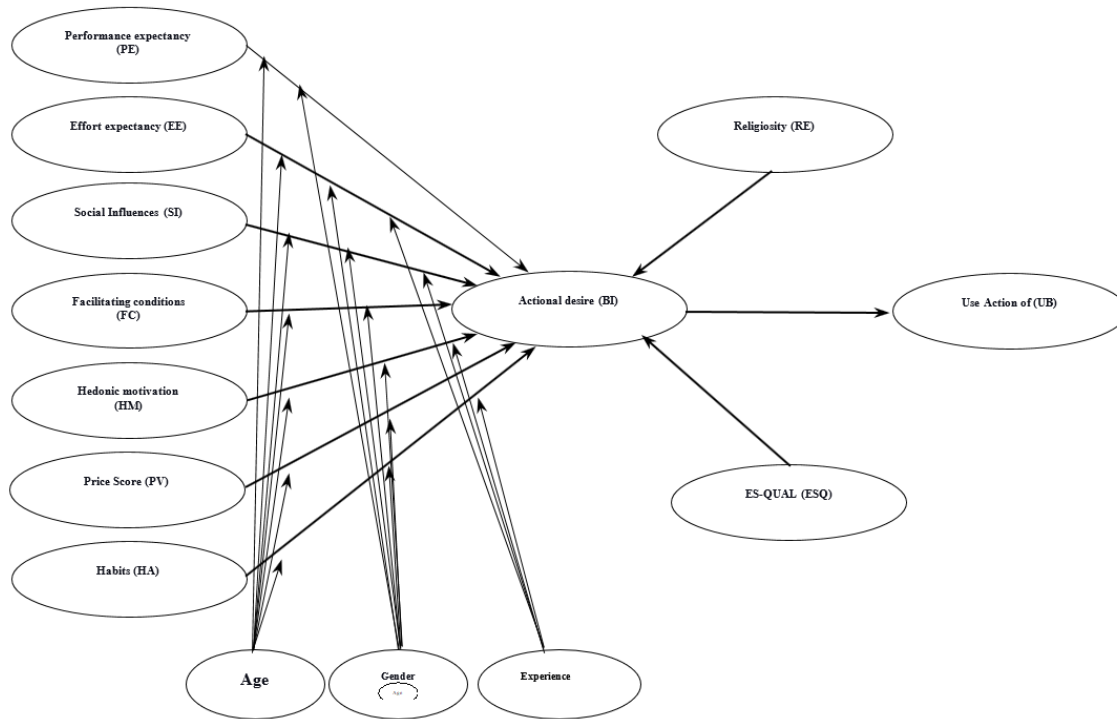 Performance expectancy
(PE)
Effort expectancy (EE)
Religiosity (RE)
Social Influences (SI)
Facilitating conditions
(FC)
Actional desire (BI)
Use Action of (UB)
Hedonic motivation
(HM)
Price Score (PV)
ES-QUAL (ESQ)
Habits (HA)
Age
Gender
Age
Experience